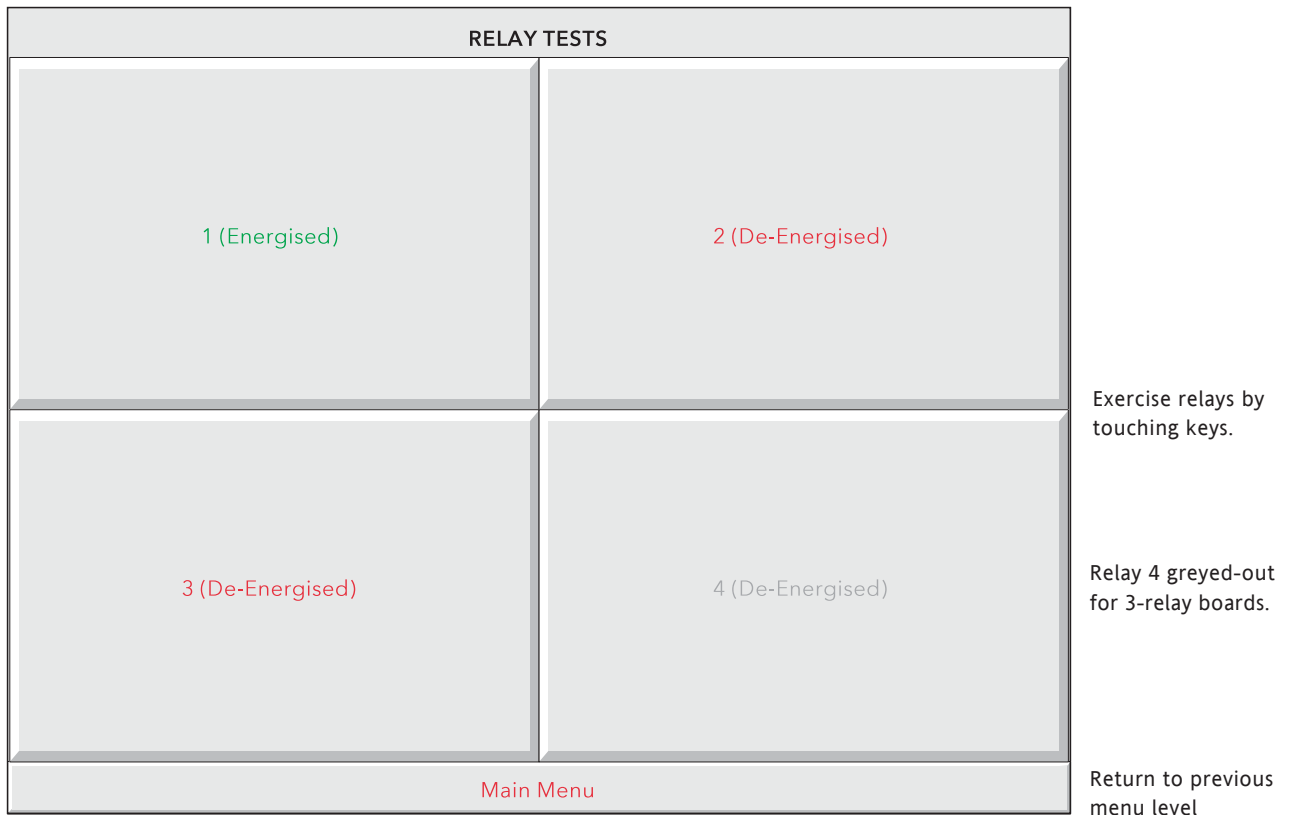 RELAY TESTS
1 (Energised)
2 (De-Energised)
Exercise relays by
touching keys.
3 (De-Energised)
4 (De-Energised)
Relay 4 greyed-out
for 3-relay boards.
Main Menu
Return to previous
menu level